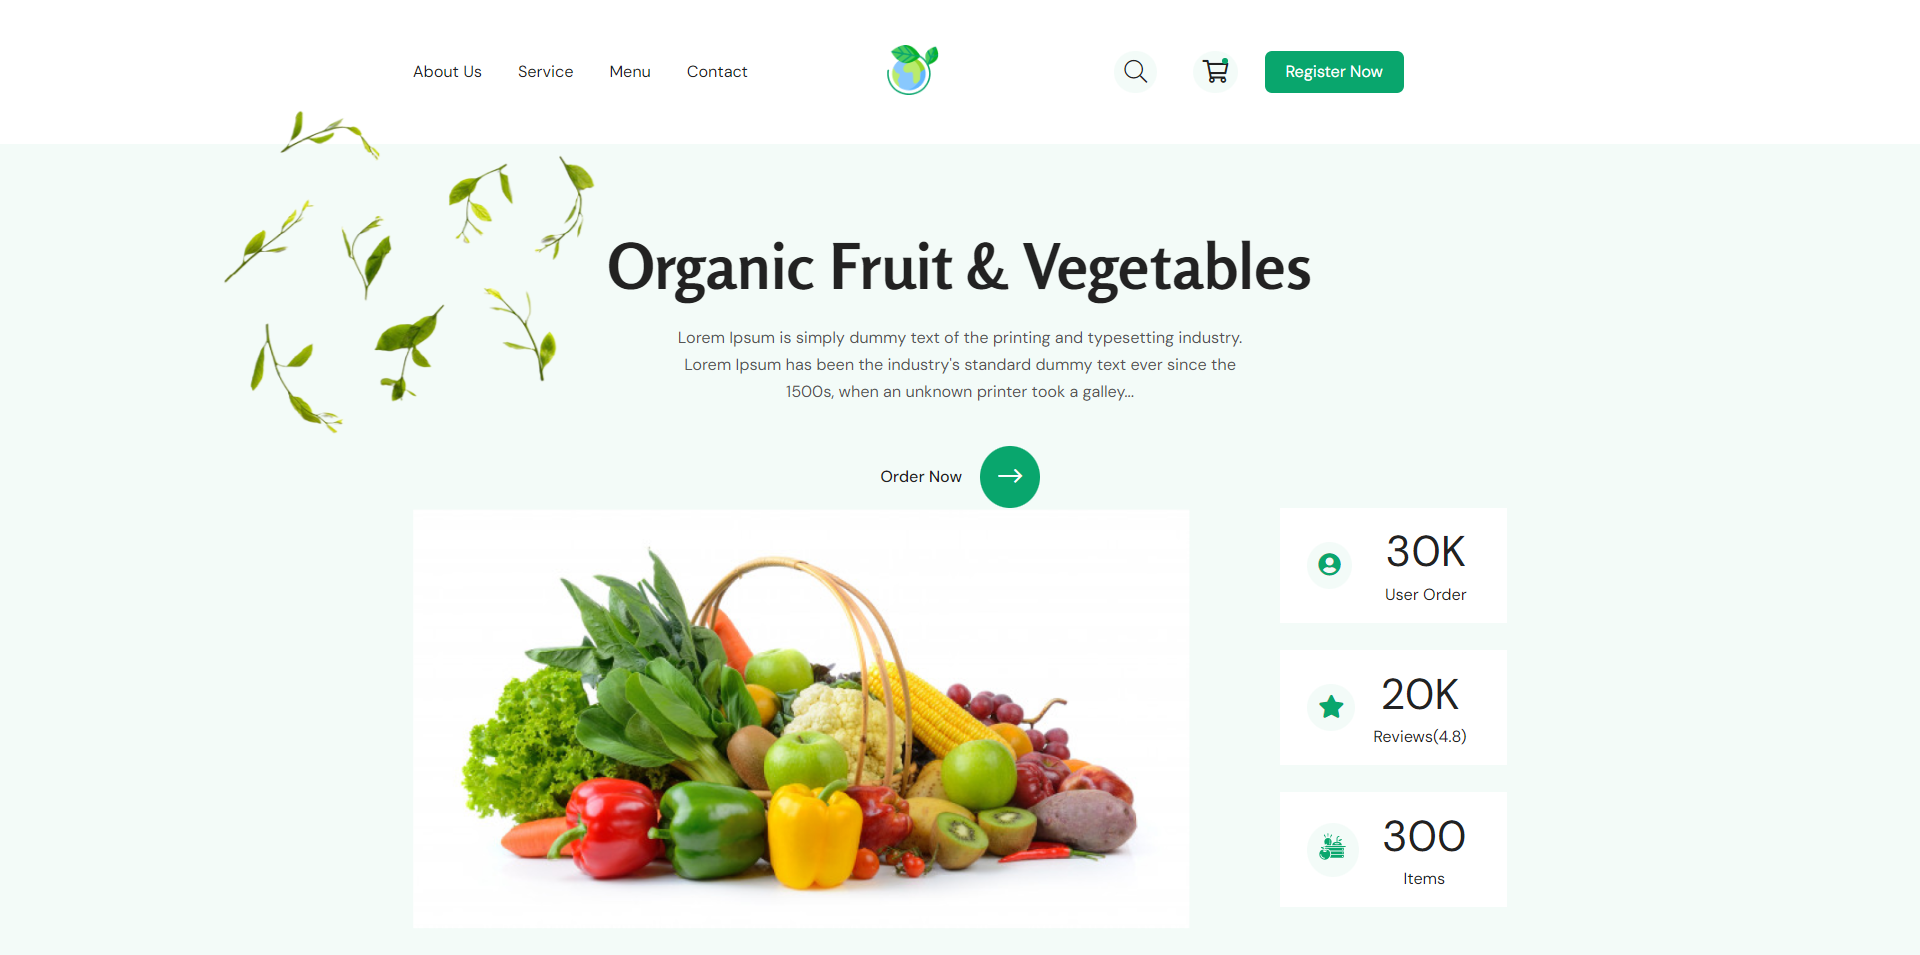 About Us
Service
Menu
Contact
Register Now
Organic Fruit & Vegetables
Lorem Ipsum is simply dummy text of the printing and typesetting industry.
Lorem Ipsum has been the industry's standard dummy text ever since the
1500s, when an unknown printer took a galley...
Order Now
30K
User Order
20K
Reviews(4.8)
300
Items